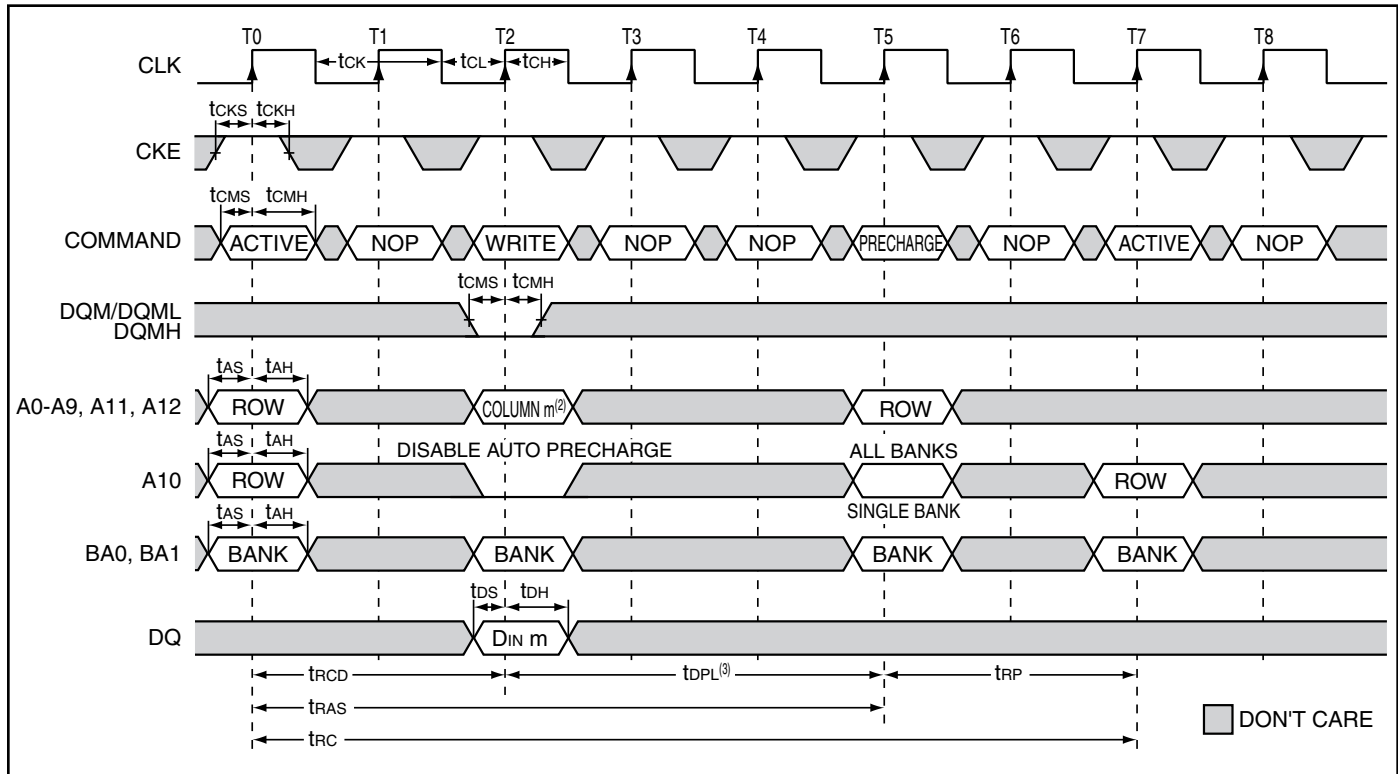 T0 T1 T2 T3 T4 T5 T6 T7 T8
CLK tCK tCL tCH
tCKS tCKH
CKE
tCMS tCMH
COMMAND ACTIVE NOP WRITE NOP NOP PRECHARGE NOP ACTIVE NOP
tCMS tCMH
DQM/DQML
DQMH
tAS tAH
A0-A9, A11, A12 ROW COLUMN m(2) ROW
tAS tAH DISABLE AUTO PRECHARGE ALL BANKS
A10 ROW ROW
tAS tAH SINGLE BANK
BA0, BA1 BANK BANK BANK BANK
tDS tDH
DQ DIN m
tRCD tDPL(3) tRP
tRAS
tRC
DON'T CARE